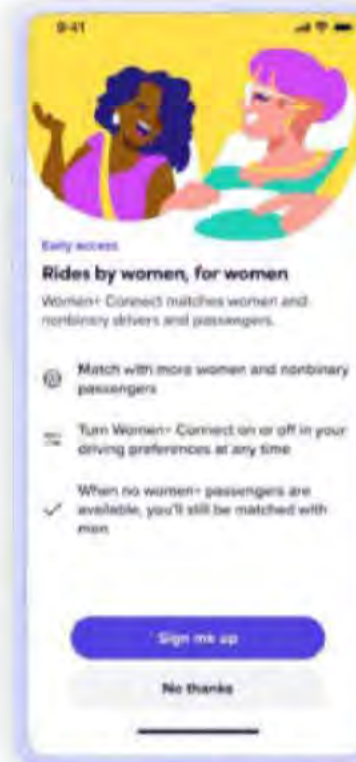 9:41
Early access
Rides by women, for women
Women+ Connect matches women and
nonbinary drivers and passengers.
Match with more women and nonbinary
passengers
Turn Women+ Connect on or off in your
driving preferences at any time
When no women+ passengers are
available, you'll still be matched with
men
Sign me up
No thanks